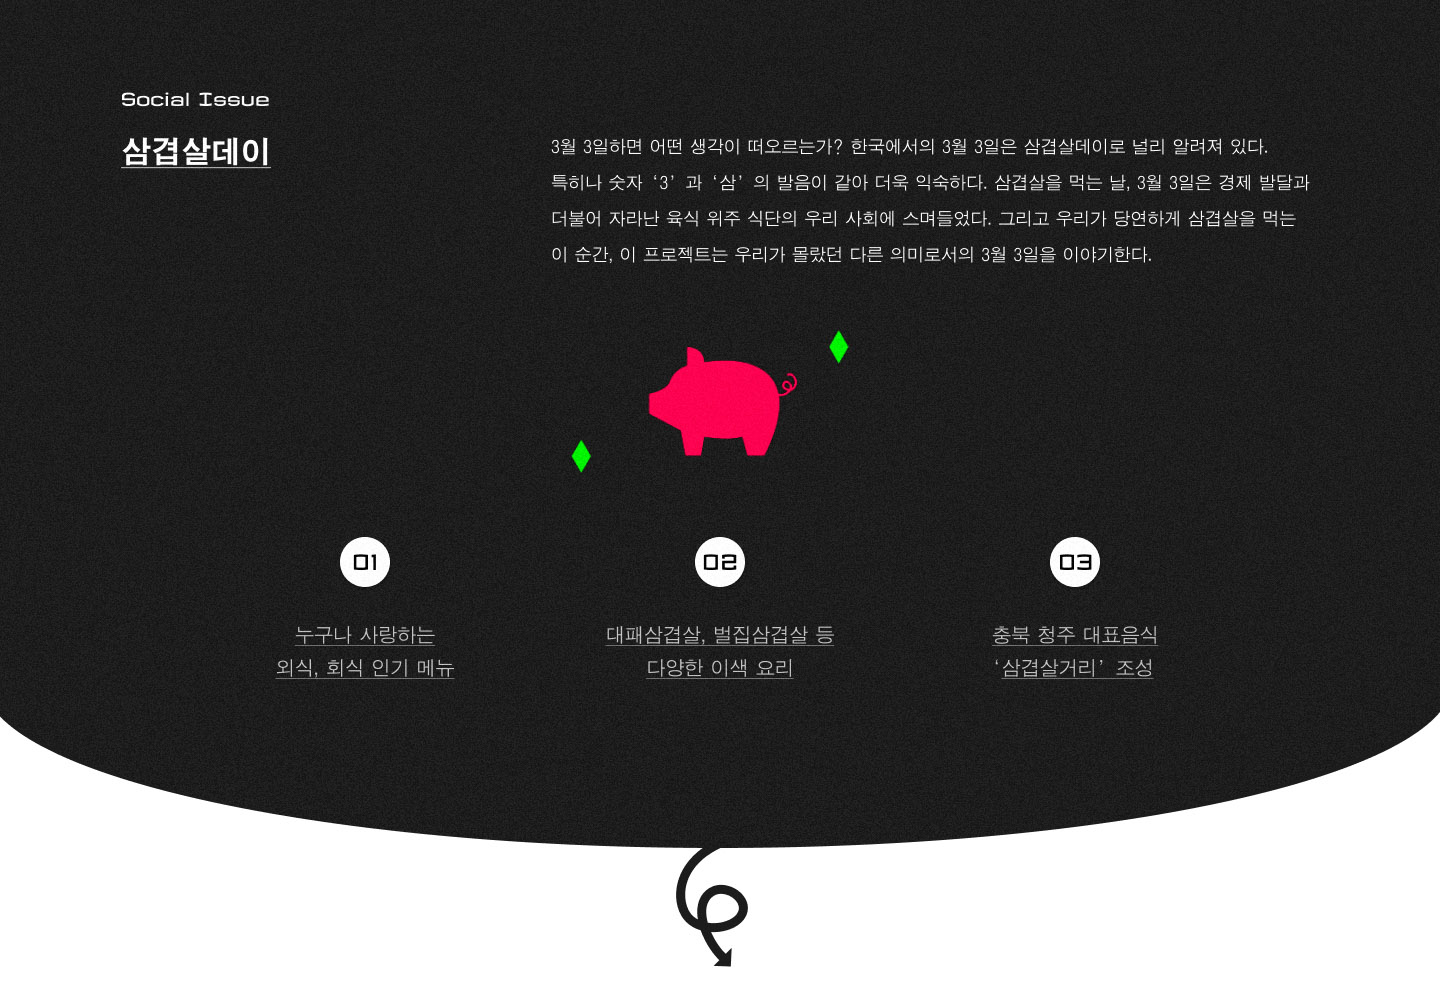 Social Issue
삼겹살데이
3월 3일하면 어떤 생각이 떠오르는가? 한국에서의 3월 3일은 삼겹살데이로 널리 알려져 있다.
특히나 숫자 ‘3’ 과 ‘삼’ 의 발음이 같아 더욱 익숙하다. 삼겹살을 먹는 날, 3월 3일은 경제 발달과
더불어 자라난 육식 위주 식단의 우리 사회에 스며들었다. 그리고 우리가 당연하게 삼겹살을 먹는
이 순간, 이 프로젝트는 우리가 몰랐던 다른 의미로서의 3월 3일을 이야기한다.
01
누구나 사랑하는
외식, 회식 인기 메뉴
02
대패삼겹살, 벌집삼겹살 등
다양한 이색 요리
03
충북 청주 대표음식
‘삼겹살거리’ 조성